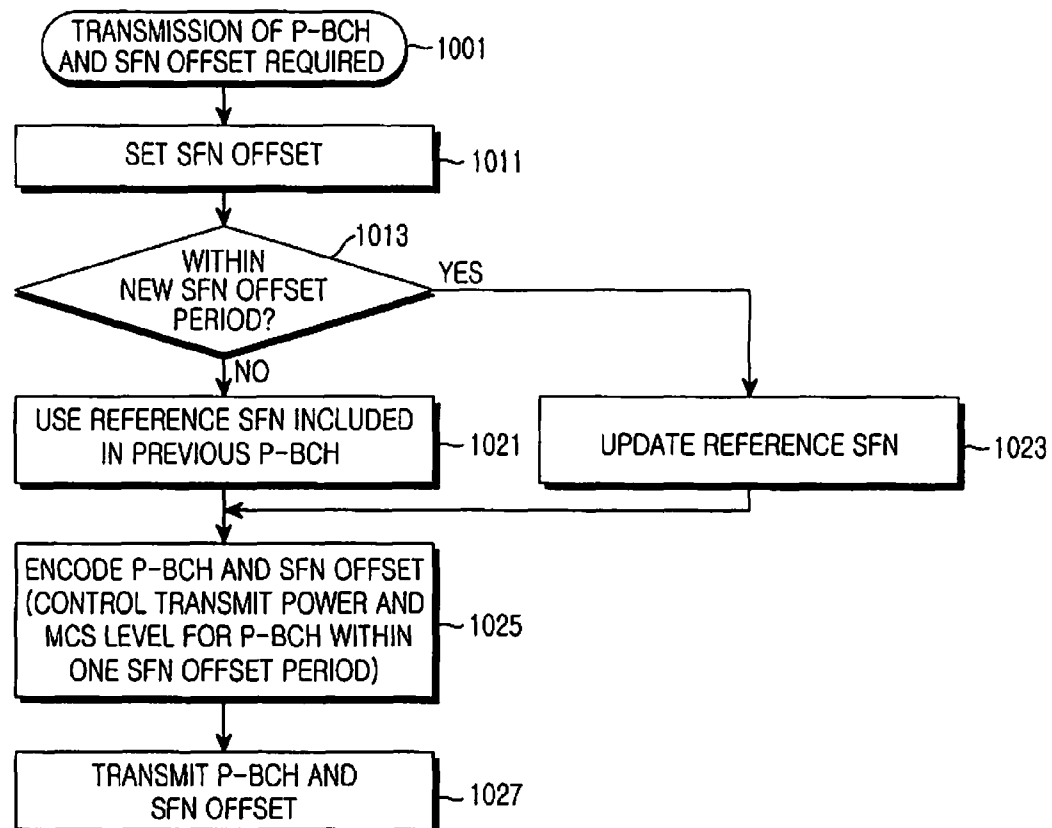 TRANSMISSION OF P-BCH
AND SFN OFFSET REQUIRED
1001
SET SFN OFFSET
1011
1013
WITHIN
NEW SFN OFFSET
PERIOD?
YES
NO
USE REFERENCE SFN INCLUDED
IN PREVIOUS P-BCH
1021
UPDATE REFERENCE SFN
1023
ENCODE P-BCH AND SFN OFFSET
(CONTROL TRANSMIT POWER AND
MCS LEVEL FOR P-BCH WITHIN
ONE SFN OFFSET PERIOD)
1025
TRANSMIT P-BCH AND
SFN OFFSET
1027